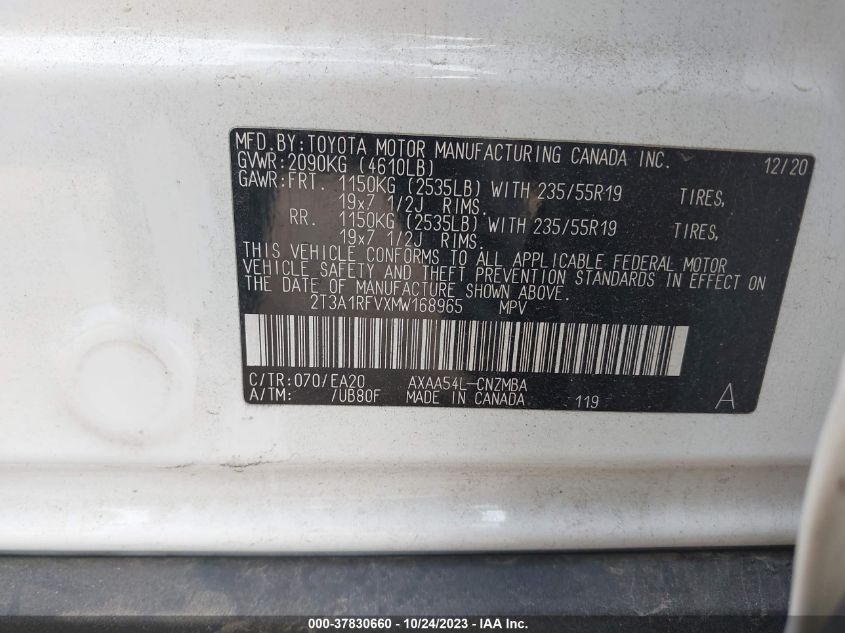 MFD.BY:TOYOTA MOTOR MANUFACTURING CANADA INC. 12/20
GVWR:2090KG (4610LB)
GAWR:FRT. 1150KG (2535LB) WITH 235/55R19 TIRES,
19x7 1/2J RIMS.
RR. 1150KG (2535LB) WITH 235/55R19 TIRES,
19x7 1/2J RIMS.
THIS VEHICLE CONFORMS TO ALL APPLICABLE FEDERAL MOTOR
VEHICLE SAFETY AND THEFT PREVENTION STANDARDS IN EFFECT ON
THE DATE OF MANUFACTURE SHOWN ABOVE.
2T3A1RFVXMW168965 MPV
C/TR:070/EA20 AXAA54L-CNZMBA
A/TM: /UB80F MADE IN CANADA 119 A
000-37830660 - 10/24/2023 - IAAI.com